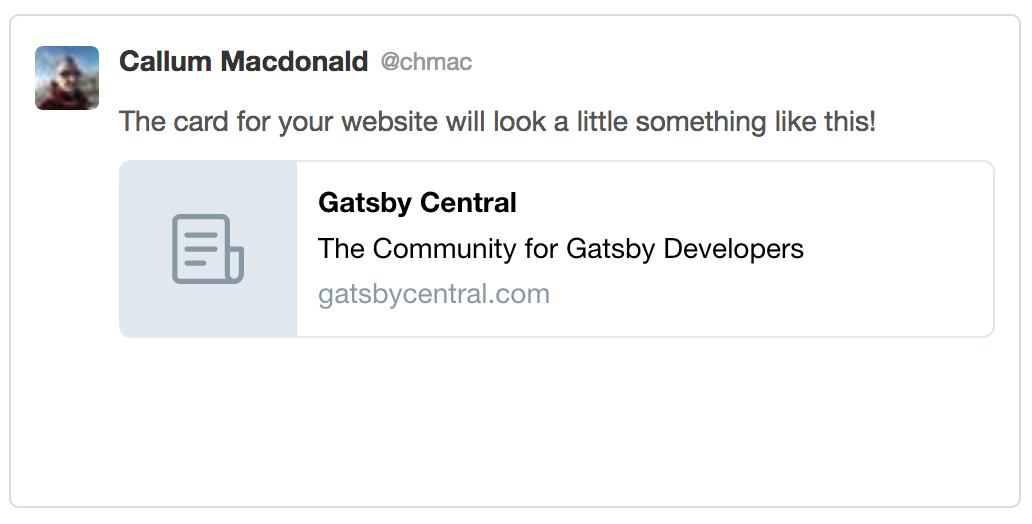 Callum Macdonald @chmac
The card for your website will look a little something like this!
Gatsby Central
The Community for Gatsby Developers
gatsbycentral.com